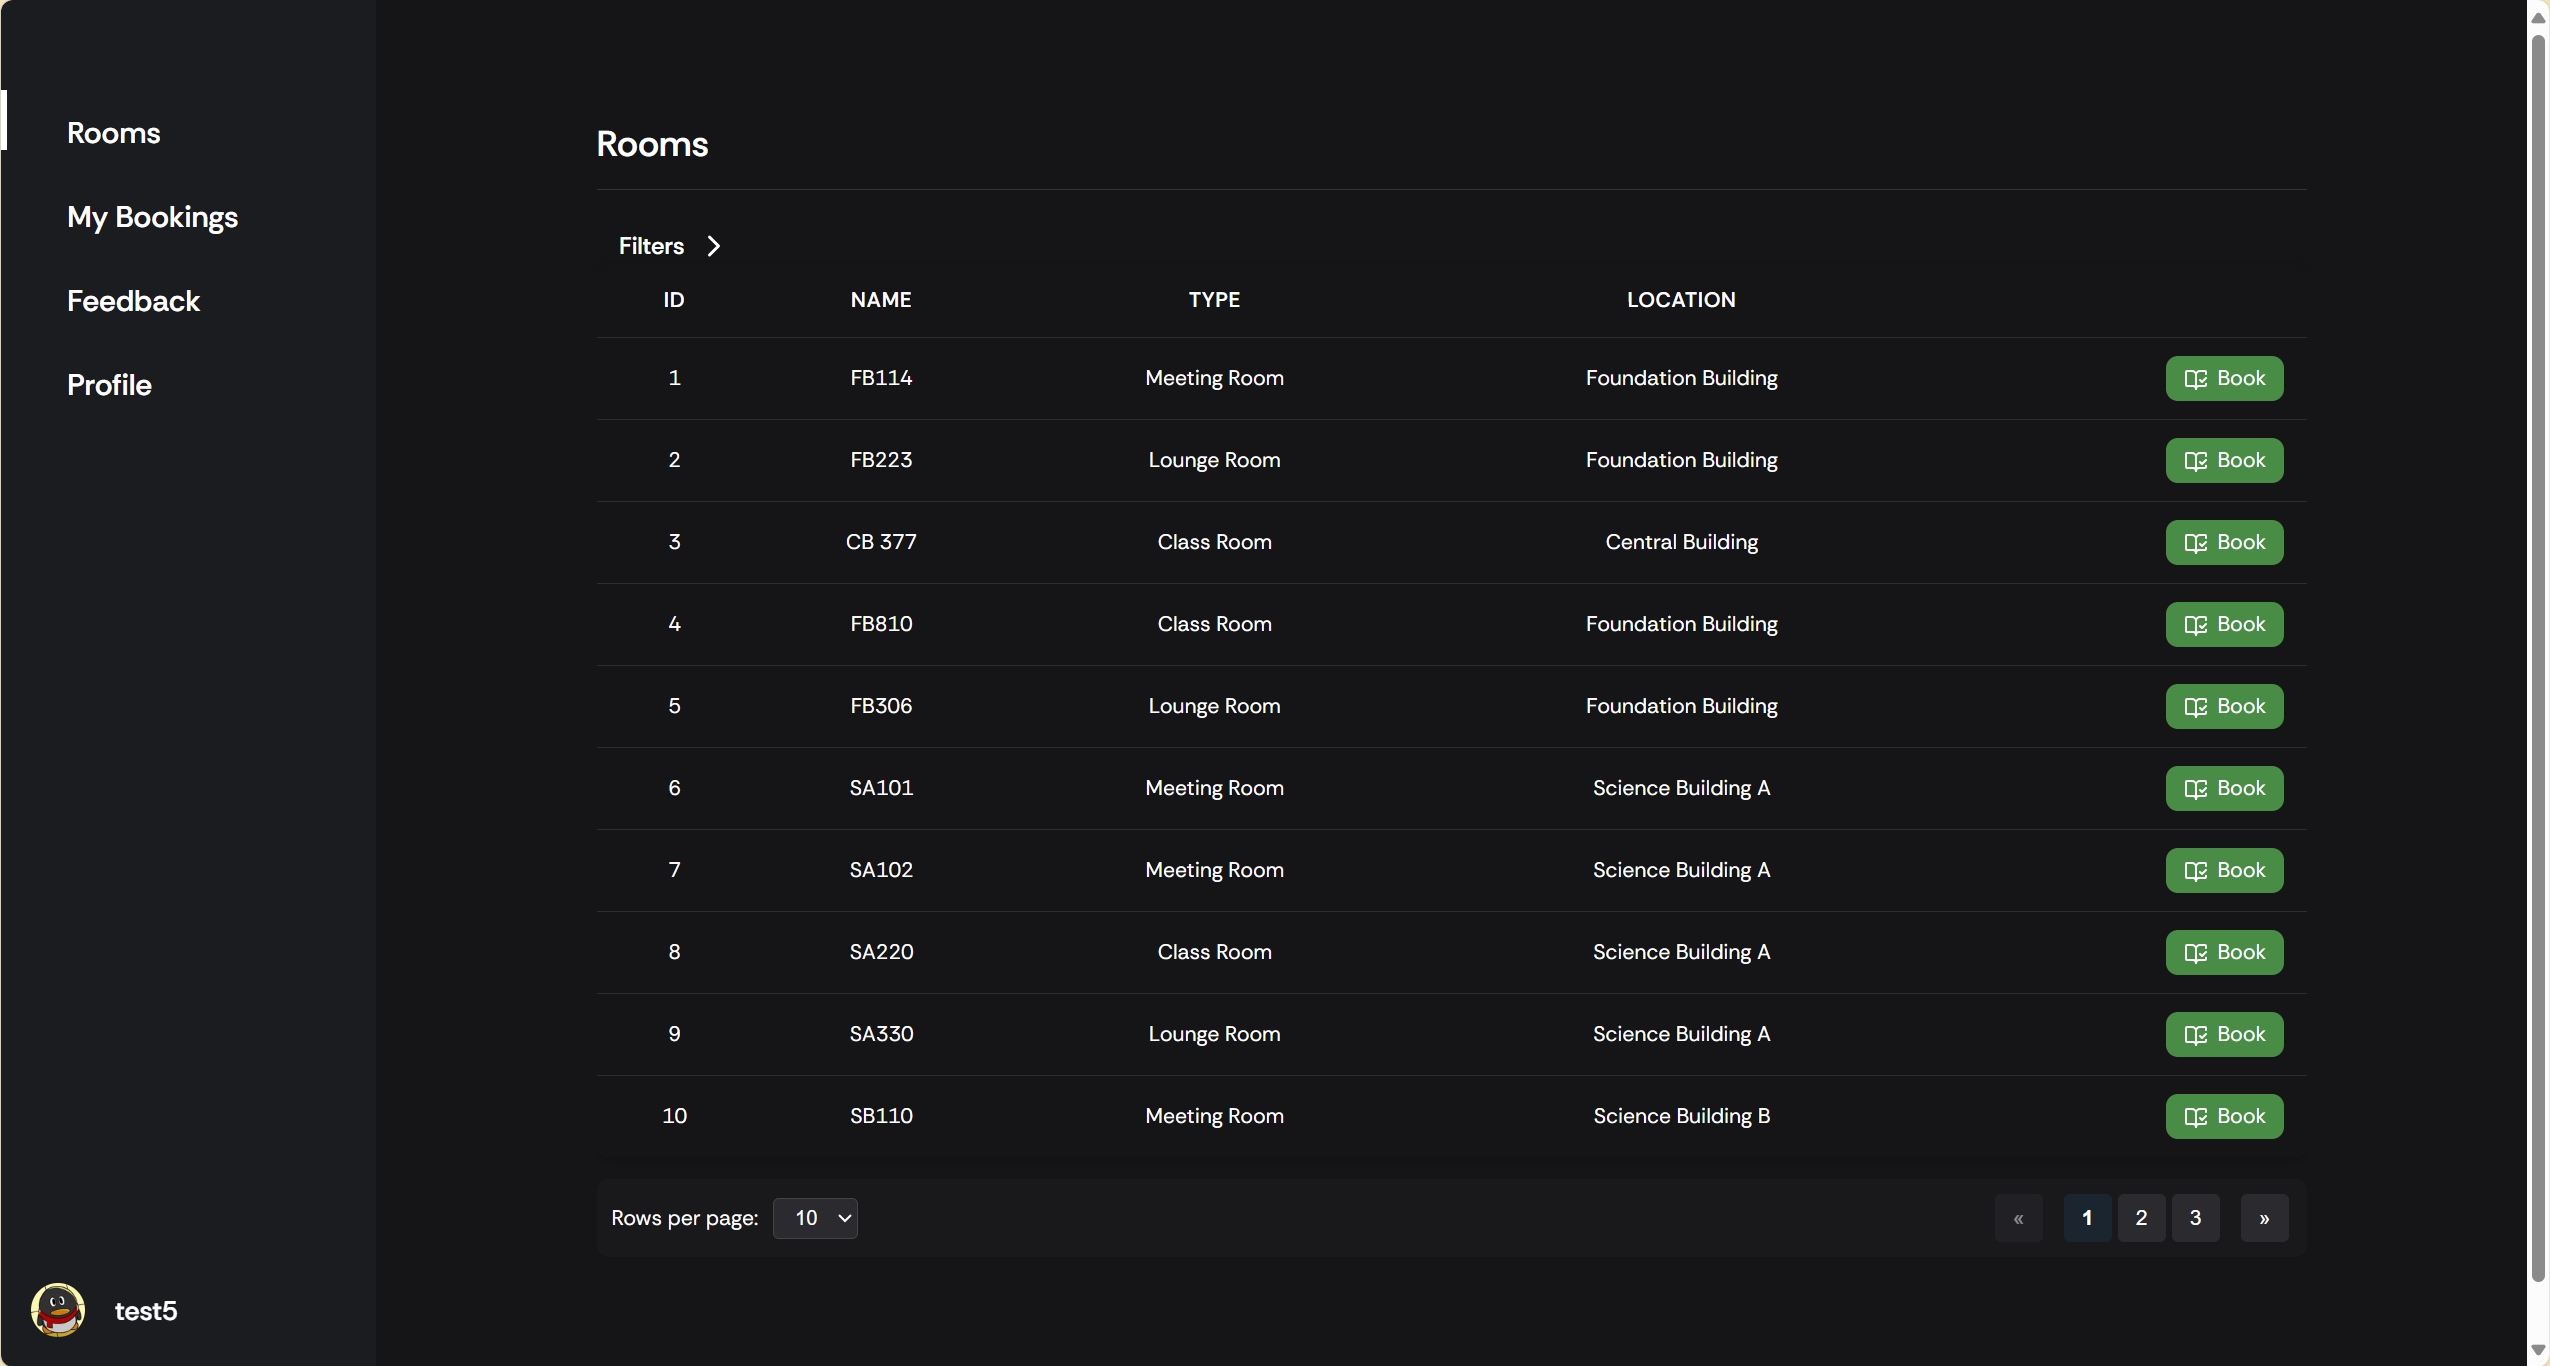 Rooms
My Bookings
Feedback
Profile
test5
Rooms
Filters
ID NAME TYPE LOCATION
1 FB114 Meeting Room Foundation Building Book
2 FB223 Lounge Room Foundation Building Book
3 CB 377 Class Room Central Building Book
4 FB810 Class Room Foundation Building Book
5 FB306 Lounge Room Foundation Building Book
6 SA101 Meeting Room Science Building A Book
7 SA102 Meeting Room Science Building A Book
8 SA220 Class Room Science Building A Book
9 SA330 Lounge Room Science Building A Book
10 SB110 Meeting Room Science Building B Book
Rows per page: 10 « 1 2 3 »